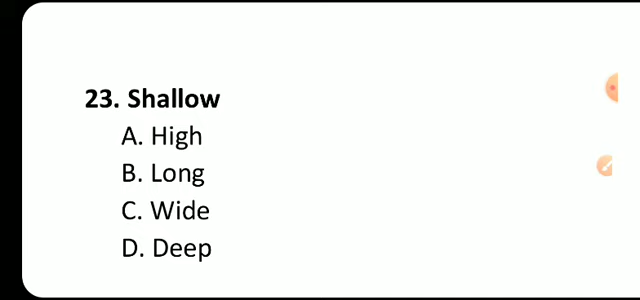 23. Shallow
A. High
B. Long
C. Wide
D. Deep